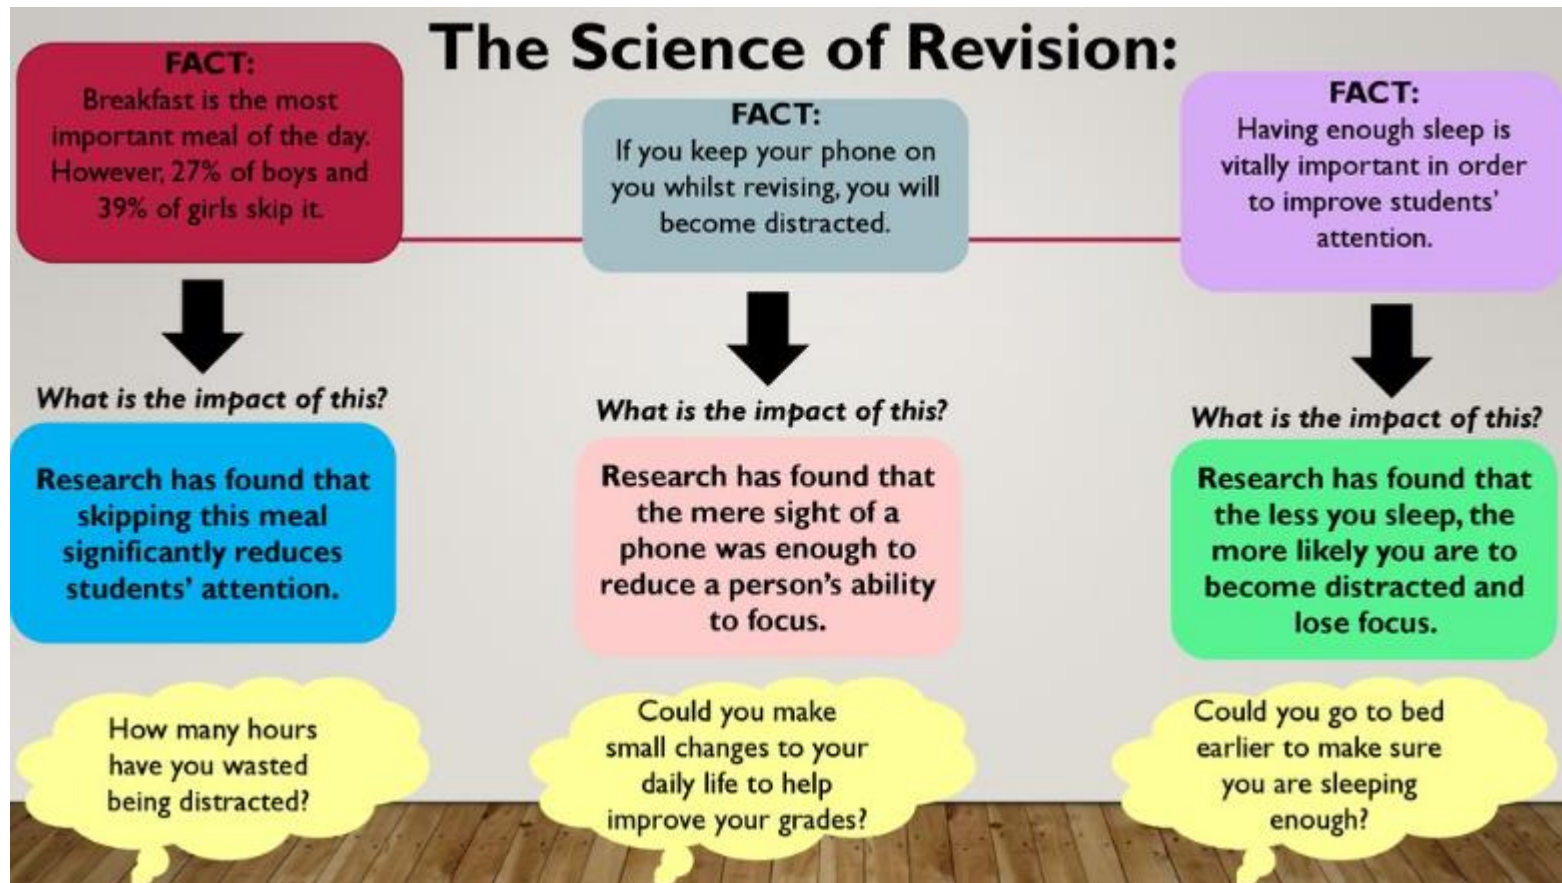 The Science of Revision:
FACT:
Breakfast is the most
important meal of the day.
However, 27% of boys and
39% of girls skip it.
What is the impact of this?
Research has found that
skipping this meal
significantly reduces
students' attention.
How many hours
have you wasted
being distracted?
FACT:
If you keep your phone on
you whilst revising, you will
become distracted.
What is the impact of this?
Research has found that
the mere sight of a
phone was enough to
reduce a person's ability
to focus.
Could you make
small changes to your
daily life to help
improve your grades?
FACT:
Having enough sleep is
vitally important in order
to improve students'
attention.
What is the impact of this?
Research has found that
the less you sleep, the
more likely you are to
become distracted and
lose focus.
Could you go to bed
earlier to make sure
you are sleeping
enough?